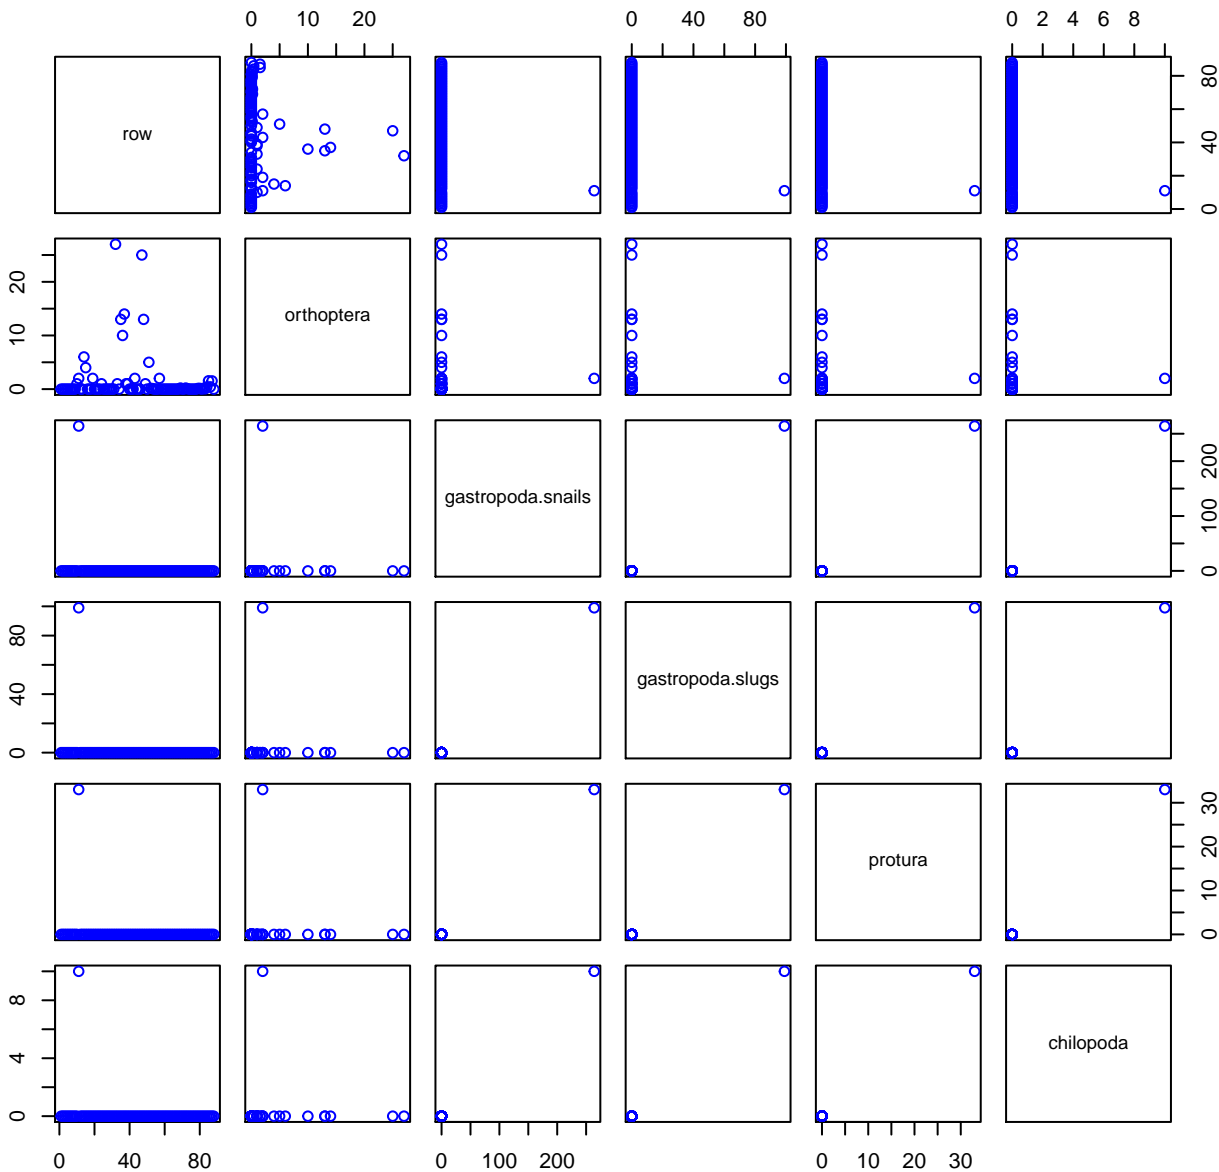 0 10 20 0 40 80 0 2 4 6 8
row 0 40 80
0 10 20 orthoptera
gastropoda.snails 0 100 200
0 40 80 gastropoda.slugs
protura 0 10 20 30
0 4 8 chilopoda
0 40 80 0 100 200 0 10 20 30